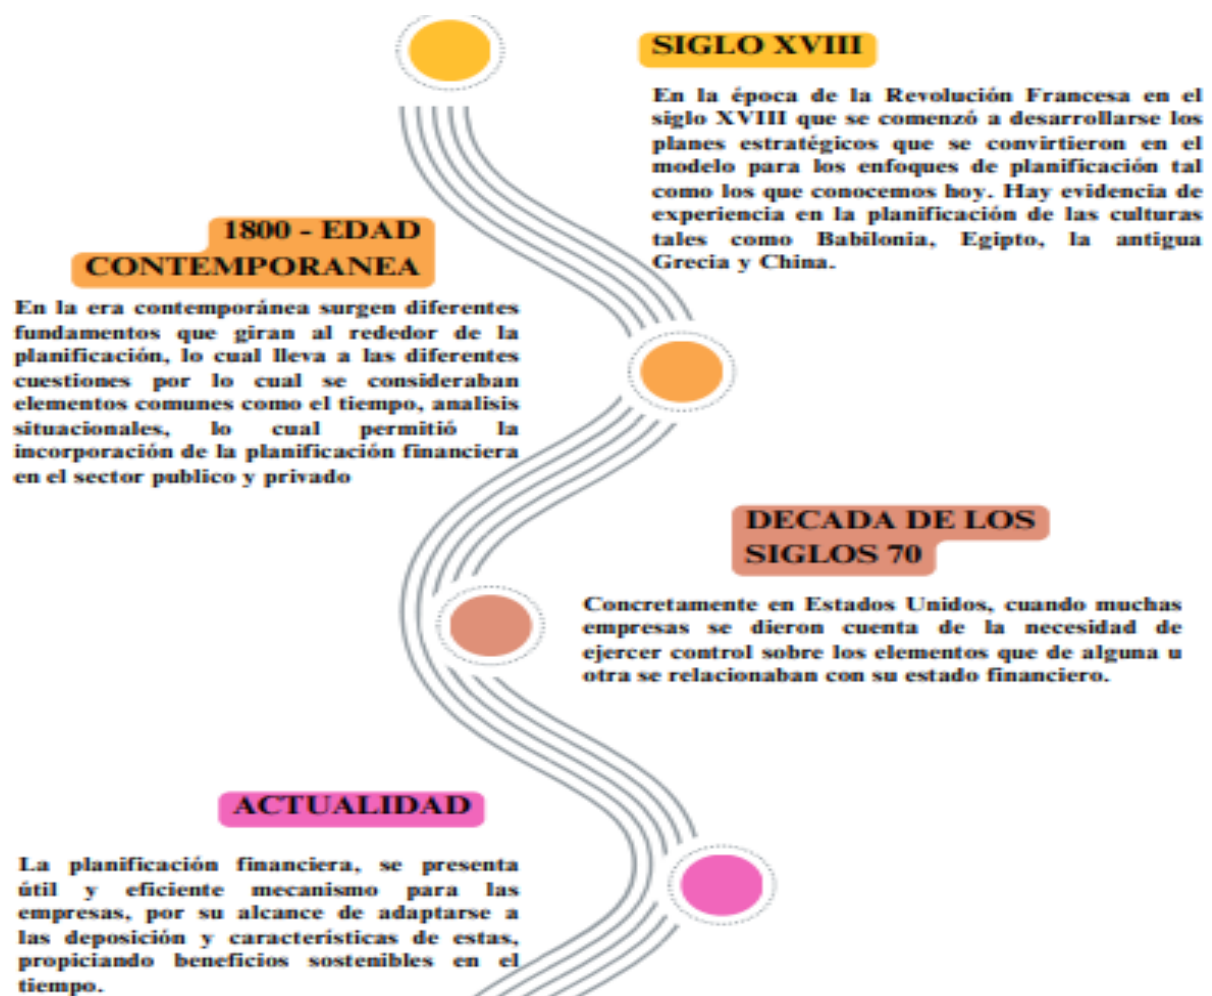 SIGLO XVIII
En la época de la Revolución Francesa en el
siglo XVIII que se comenzó a desarrollarse los
planes estratégicos que se convirtieron en el
modelo para los enfoques de planificación tal
como los que conocemos hoy. Hay evidencia de
experiencia en la planificación de las culturas
tales como Babilonia, Egipto, la antigua
Grecia y China.
1800 - EDAD
CONTEMPORANEA
En la era contemporánea surgen diferentes
fundamentos que giran al rededor de la
planificación, lo cual lleva a las diferentes
cuestiones por lo cual se consideraban
elementos comunes como el tiempo, analisis
situacionales, lo cual permitió la
incorporación de la planificación financiera
en el sector publico y privado
DECADA DE LOS
SIGLOS 70
Concretamente en Estados Unidos, cuando muchas
empresas se dieron cuenta de la necesidad de
ejercer control sobre los elementos que de alguna u
otra se relacionaban con su estado financiero.
ACTUALIDAD
La planificación financiera, se presenta
útil y eficiente mecanismo para las
empresas, por su alcance de adaptarse a
las deposición y características de estas,
propiciando beneficios sostenibles en el
tiempo.